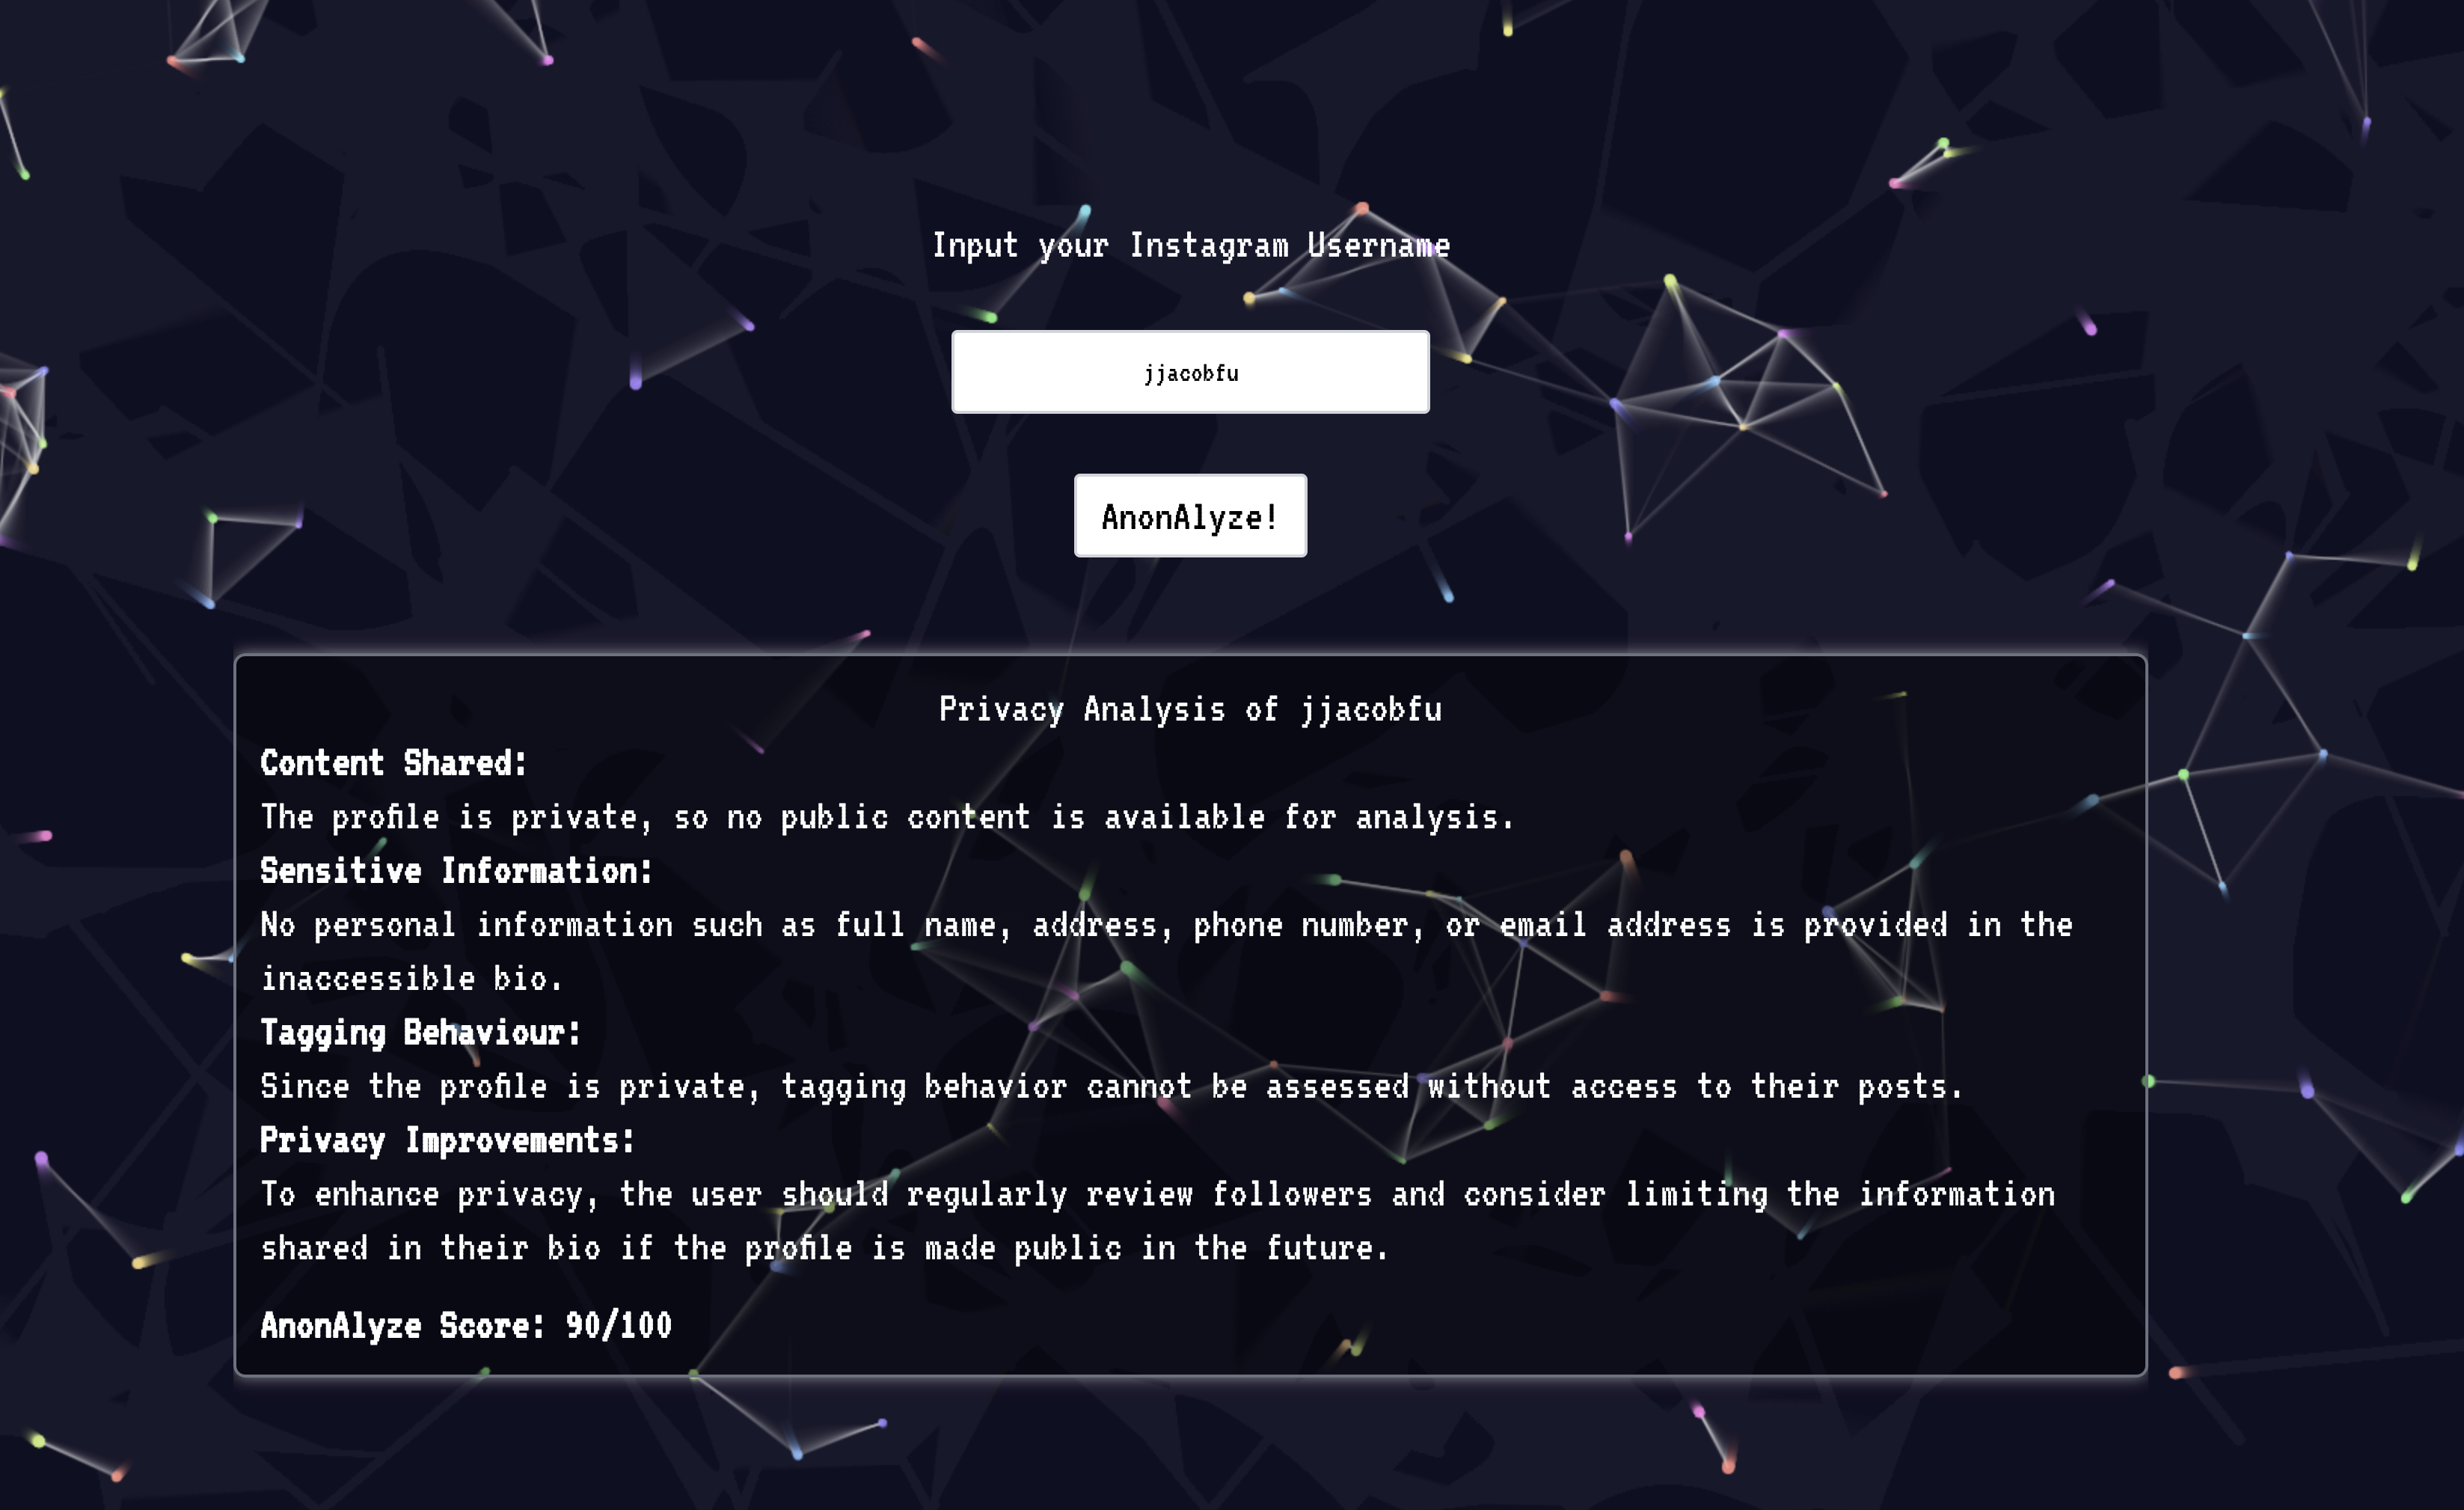 Input your Instagram Username
jjacobfu
AnonAlyze!
Privacy Analysis of jjacobfu
Content Shared:
The profile is private, so no public content is available for analysis.
Sensitive Information:
No personal information such as full name, address, phone number, or email address is provided in the
inaccessible bio.
Tagging Behaviour:
Since the profile is private, tagging behavior cannot be assessed without access to their posts.
Privacy Improvements:
To enhance privacy, the user should regularly review followers and consider limiting the information
shared in their bio if the profile is made public in the future.
AnonAlyze Score: 90/100